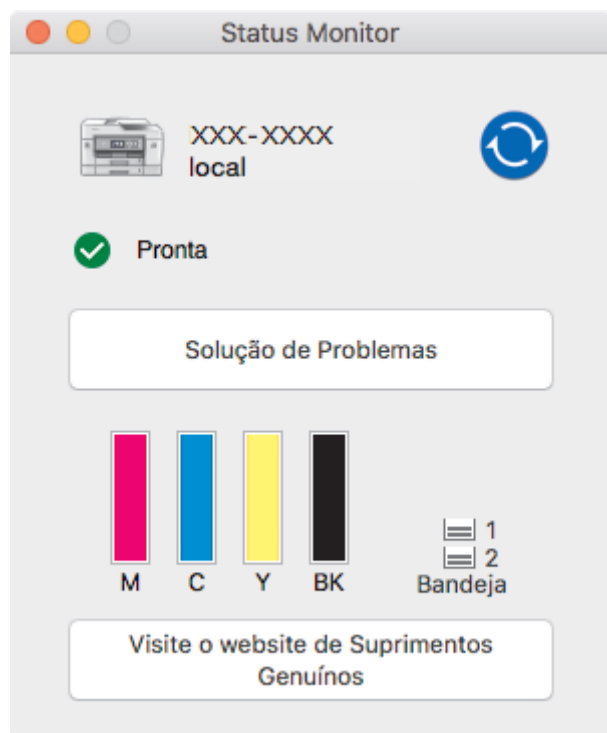 Status Monitor
XXX-XXXX
local
Pronta
Solução de Problemas
M C Y BK
1
2
Bandeja
Visite o website de Suprimentos
Genuínos